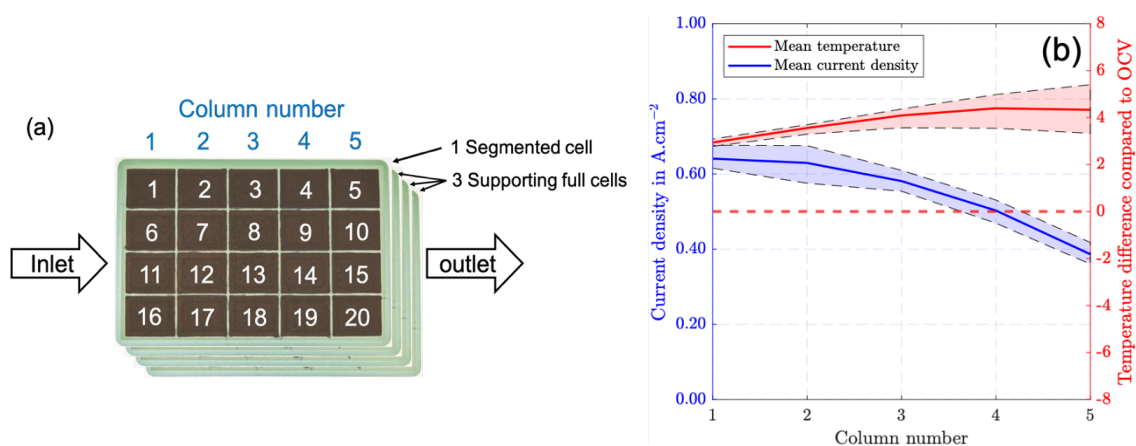 (a)
Column number
1 2 3 4 5
1 Segmented cell
3 Supporting full cells
1 2 3 4 5
6 7 8 9 10
11 12 13 14 15
16 17 18 19 20
Inlet
outlet
(b)
Mean temperature
Mean current density
Current density in A.cm⁻²
1.00
0.80
0.60
0.40
0.20
0.00
1 2 3 4 5
Column number
8
6
4
2
0
-2
-4
-6
-8
Temperature difference compared to OCV